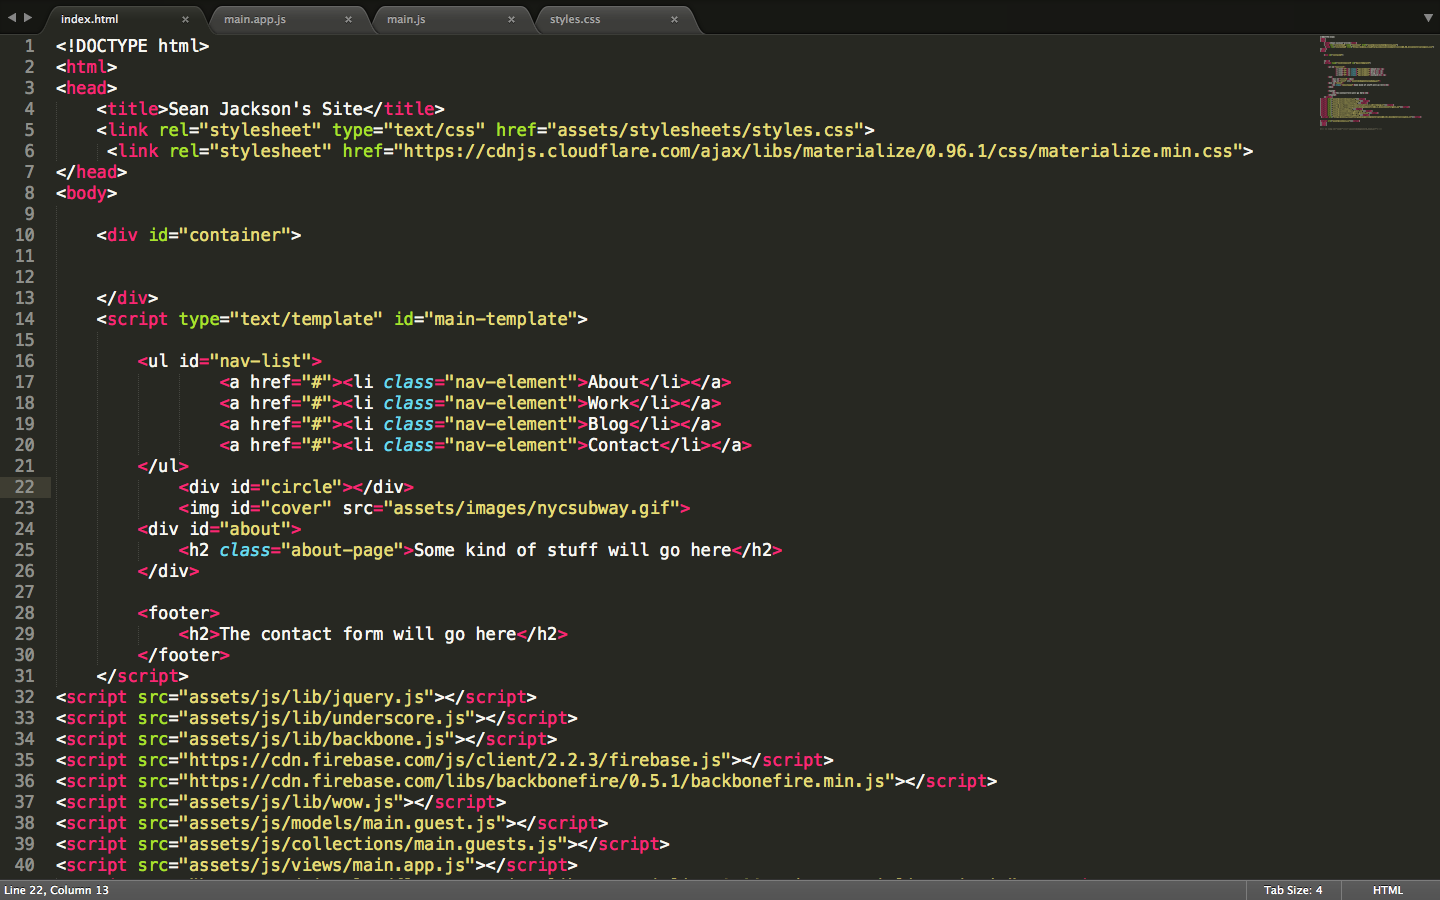 index.html × main.app.js × main.js × styles.css ×
1 <!DOCTYPE html>
2 <html>
3 <head>
4     <title>Sean Jackson's Site</title>
5     <link rel="stylesheet" type="text/css" href="assets/stylesheets/styles.css">
6      <link rel="stylesheet" href="https://cdnjs.cloudflare.com/ajax/libs/materialize/0.96.1/css/materialize.min.css">
7 </head>
8 <body>
9
10     <div id="container">
11
12
13     </div>
14     <script type="text/template" id="main-template">
15
16         <ul id="nav-list">
17                 <a href="#"><li class="nav-element">About</li></a>
18                 <a href="#"><li class="nav-element">Work</li></a>
19                 <a href="#"><li class="nav-element">Blog</li></a>
20                 <a href="#"><li class="nav-element">Contact</li></a>
21         </ul>
22             <div id="circle"></div>
23             <img id="cover" src="assets/images/nycsubway.gif">
24         <div id="about">
25             <h2 class="about-page">Some kind of stuff will go here</h2>
26         </div>
27
28         <footer>
29             <h2>The contact form will go here</h2>
30         </footer>
31     </script>
32 <script src="assets/js/lib/jquery.js"></script>
33 <script src="assets/js/lib/underscore.js"></script>
34 <script src="assets/js/lib/backbone.js"></script>
35 <script src="https://cdn.firebase.com/js/client/2.2.3/firebase.js"></script>
36 <script src="https://cdn.firebase.com/libs/backbonefire/0.5.1/backbonefire.min.js"></script>
37 <script src="assets/js/lib/wow.js"></script>
38 <script src="assets/js/models/main.guest.js"></script>
39 <script src="assets/js/collections/main.guests.js"></script>
40 <script src="assets/js/views/main.app.js"></script>
Line 22, Column 13 Tab Size: 4 HTML